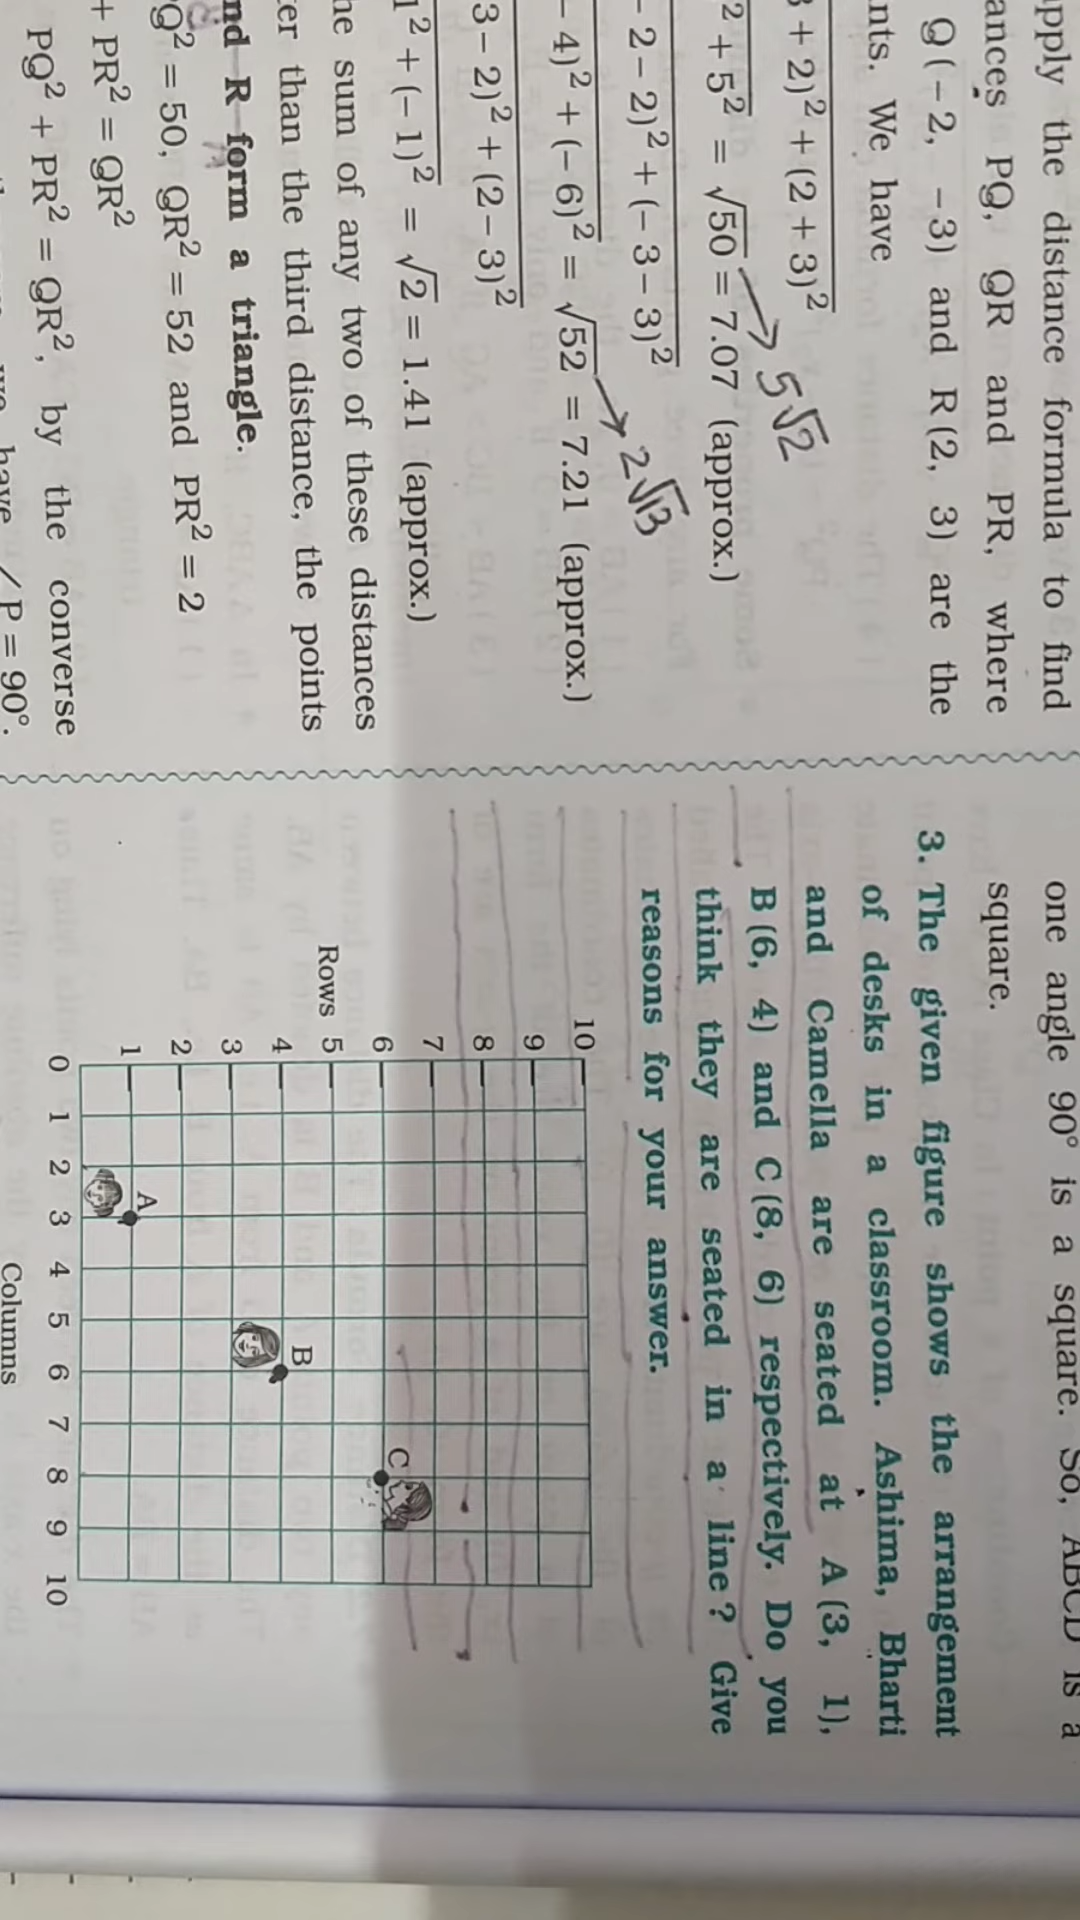 apply the distance formula to find
distances PQ, QR and PR, where
Q(−2, −3) and R(2, 3) are the
We have
+ 2)² + (2 + 3)²
² + 5² = √50 = 7.07 (approx.)
5√2
− 2 − 2)² + (− 3 − 3)²
− 4)² + (− 6)² = √52 = 7.21 (approx.)
2√13
3 − 2)² + (2 − 3)²
1² + (− 1)² = √2 = 1.41 (approx.)
the sum of any two of these distances
than the third distance, the points
and R form a triangle.
Q² = 50, QR² = 52 and PR² = 2
+ PR² = QR²
PQ² + PR² = QR², by the converse
have ∠P = 90°.
one angle 90° is a square. So, ABCD is a
square.
3. The given figure shows the arrangement
of desks in a classroom. Ashima, Bharti
and Camella are seated at A(3, 1),
B(6, 4) and C(8, 6) respectively. Do you
think they are seated in a line? Give
reasons for your answer.
10
9
8
7
6
5
4
3
2
1
Rows
C
B
A
0 1 2 3 4 5 6 7 8 9 10
Columns